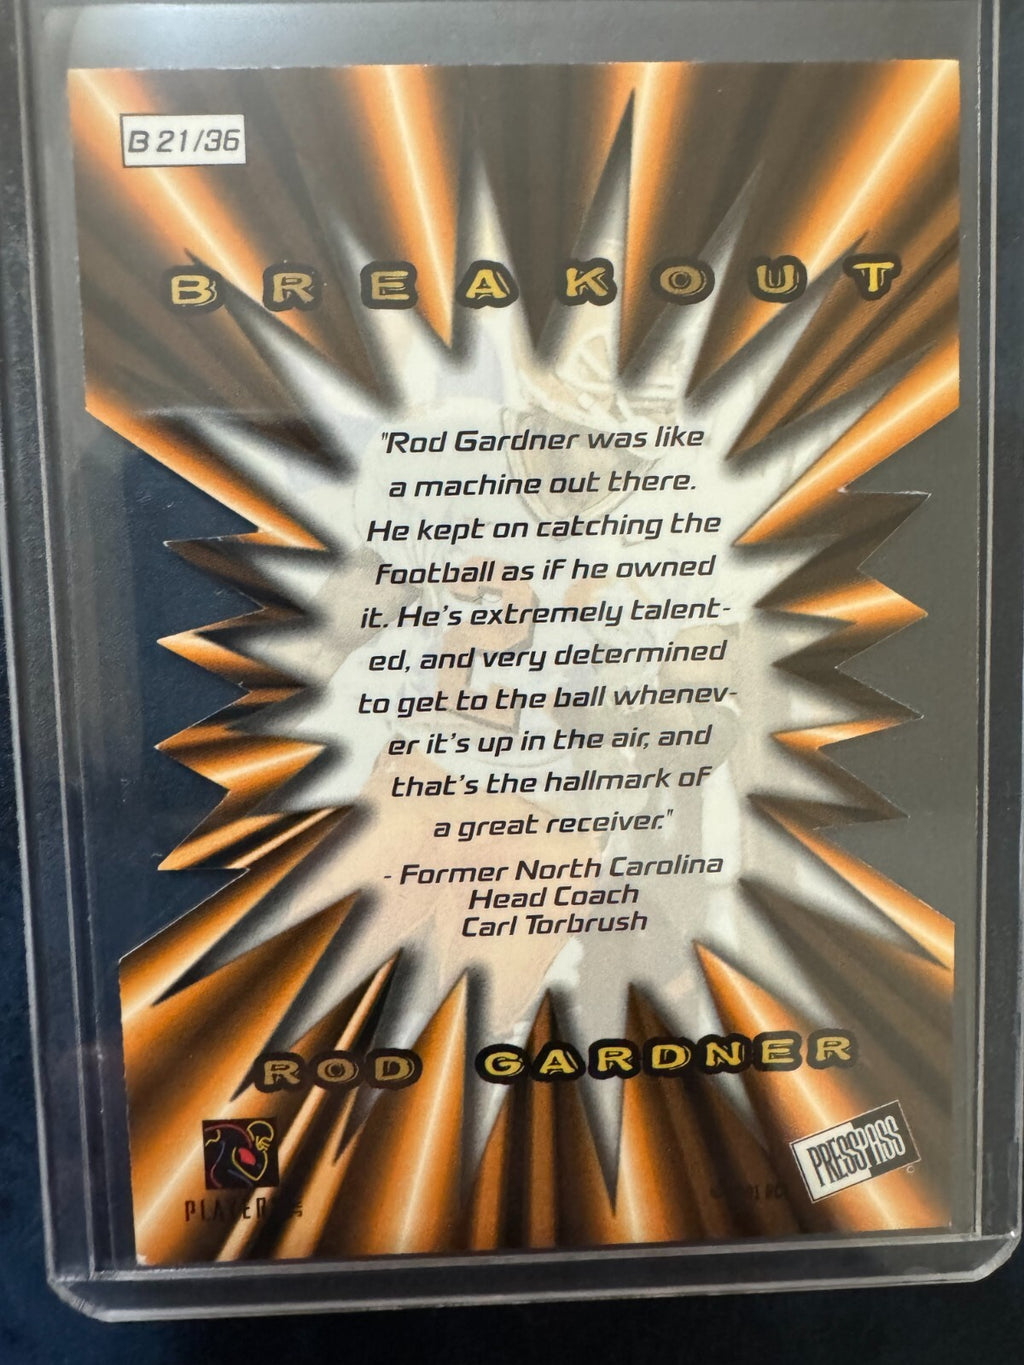 B 21/36
BREAKOUT
"Rod Gardner was like
a machine out there.
He kept on catching the
football as if he owned
it. He's extremely talent-
ed, and very determined
to get to the ball whenev-
er it's up in the air, and
that's the hallmark of
a great receiver."
- Former North Carolina
Head Coach
Carl Torbrush
ROD GARDNER
PRESS PASS